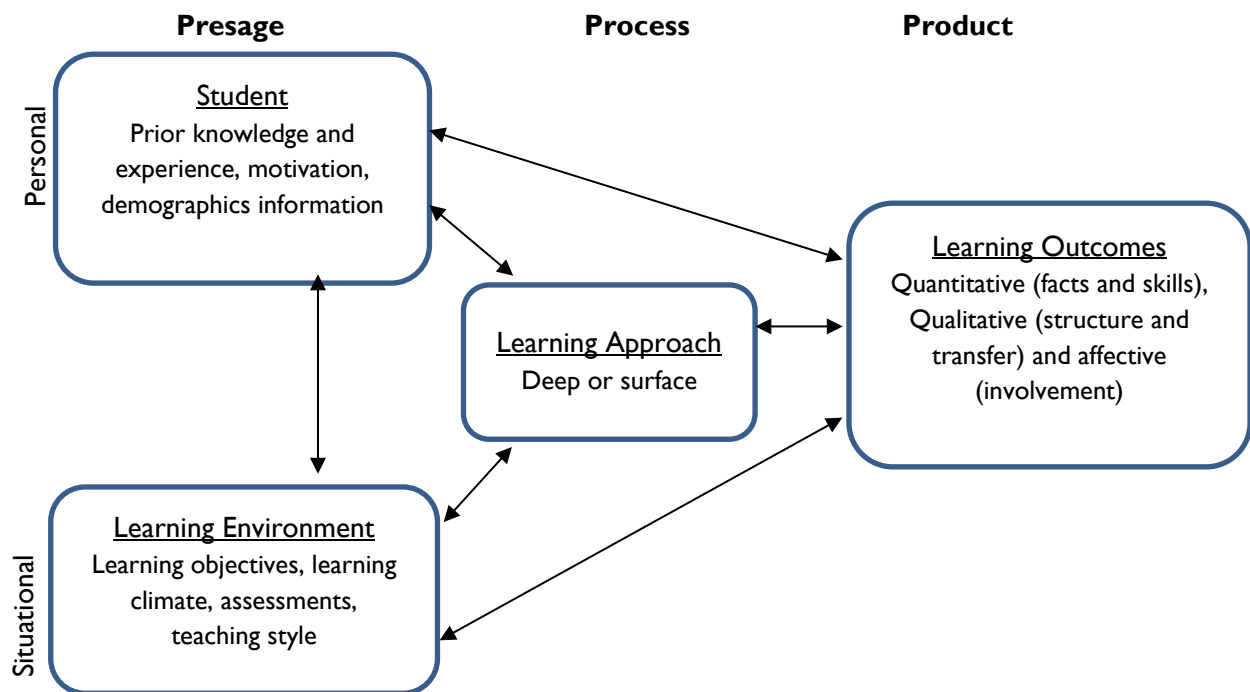 Presage Process Product
Personal
Student
Prior knowledge and
experience, motivation,
demographics information
Learning Approach
Deep or surface
Learning Outcomes
Quantitative (facts and skills),
Qualitative (structure and
transfer) and affective
(involvement)
Situational
Learning Environment
Learning objectives, learning
climate, assessments,
teaching style